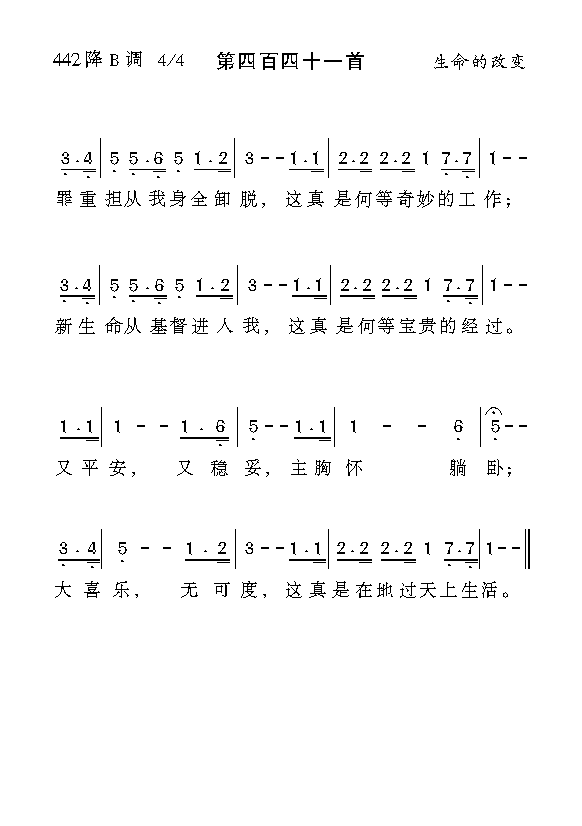 442降B调 4/4 第四百四十一首 生命的改变
3·4|5 5·6 5 1·2|3--1·1|2·2 2·2 1 7·7|1--
罪重担从我身全卸脱，这真是何等奇妙的工作；
3·4|5 5·6 5 1·2|3--1·1|2·2 2·2 1 7·7|1--
新生命从基督进入我，这真是何等宝贵的经过。
1·1|1 - - 1·6|5--1·1|1 - - 6|5--
又平安，又稳妥，主胸怀躺卧；
3·4|5 - - 1·2|3--1·1|2·2 2·2 1 7·7|1--‖
大喜乐，无可度，这真是在地过天上生活。